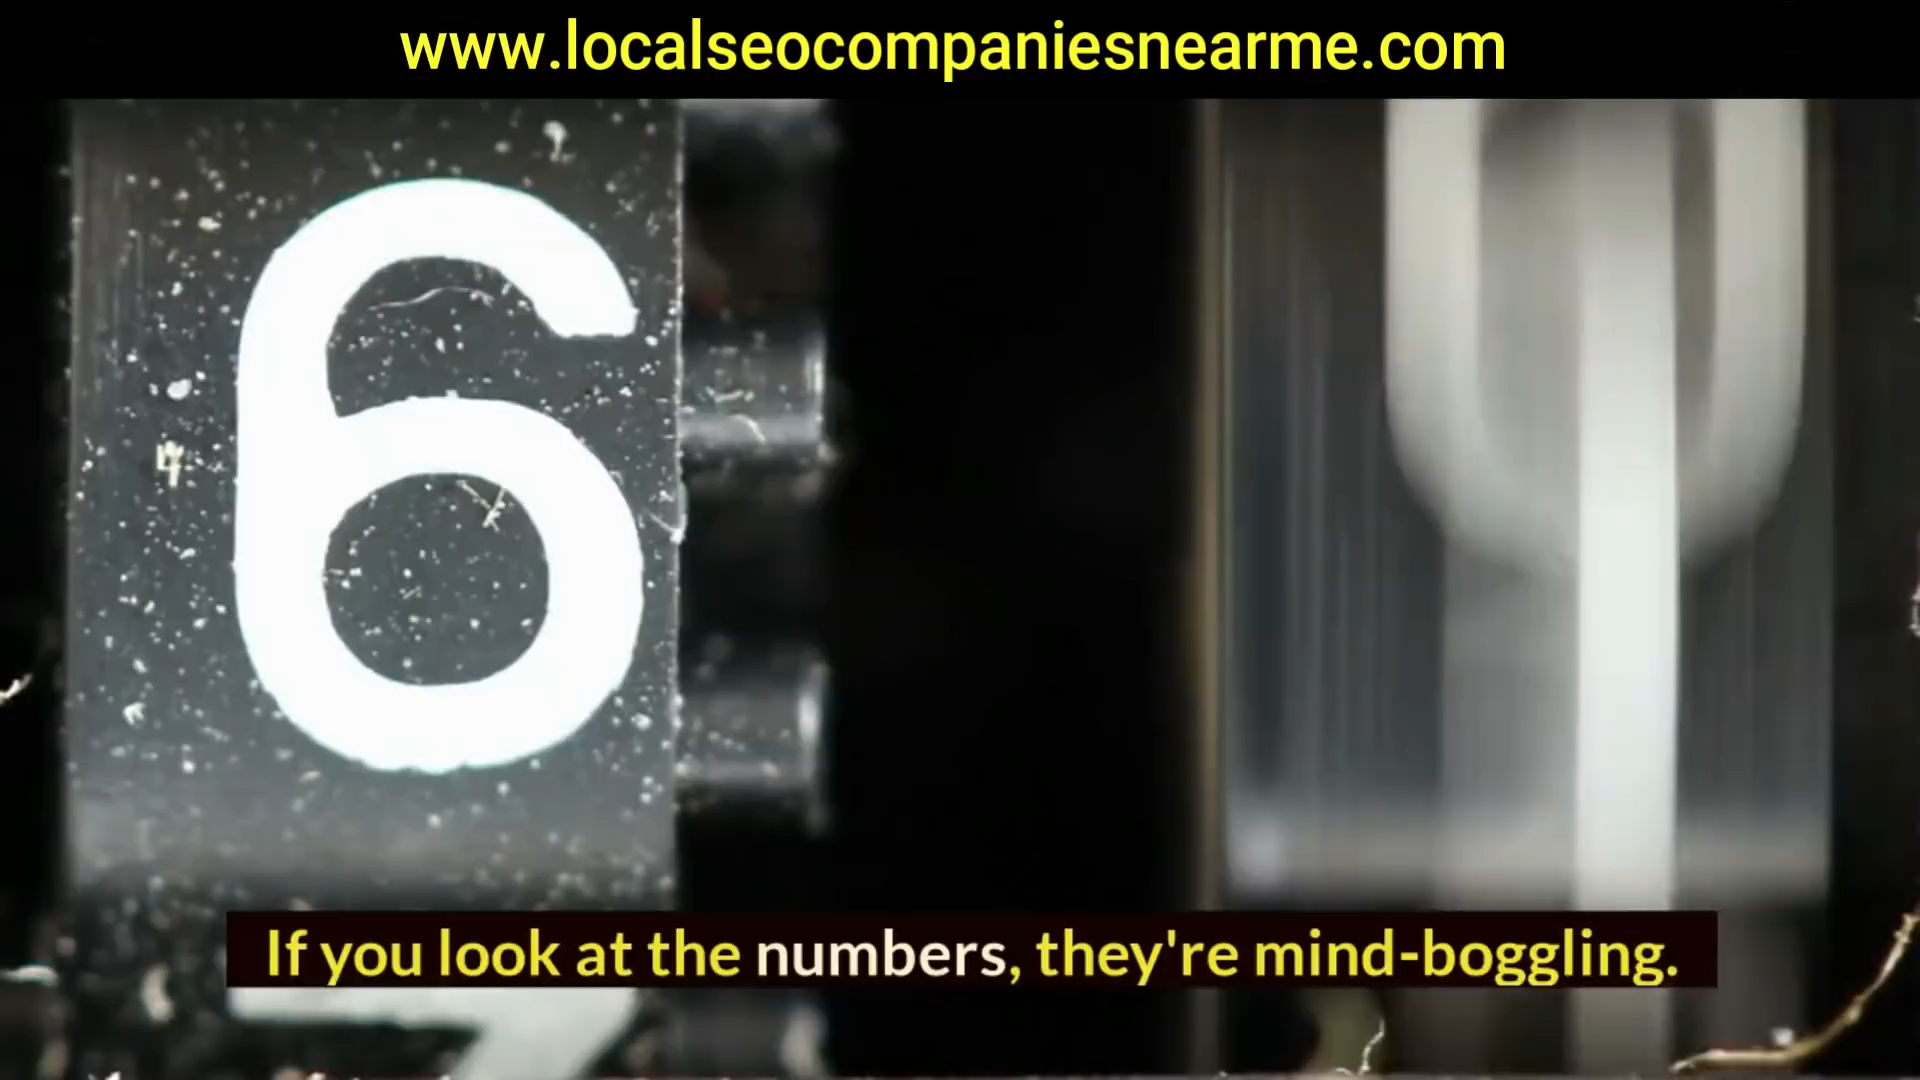 www.localseocompaniesnearme.com
6
If you look at the numbers, they're mind-boggling.